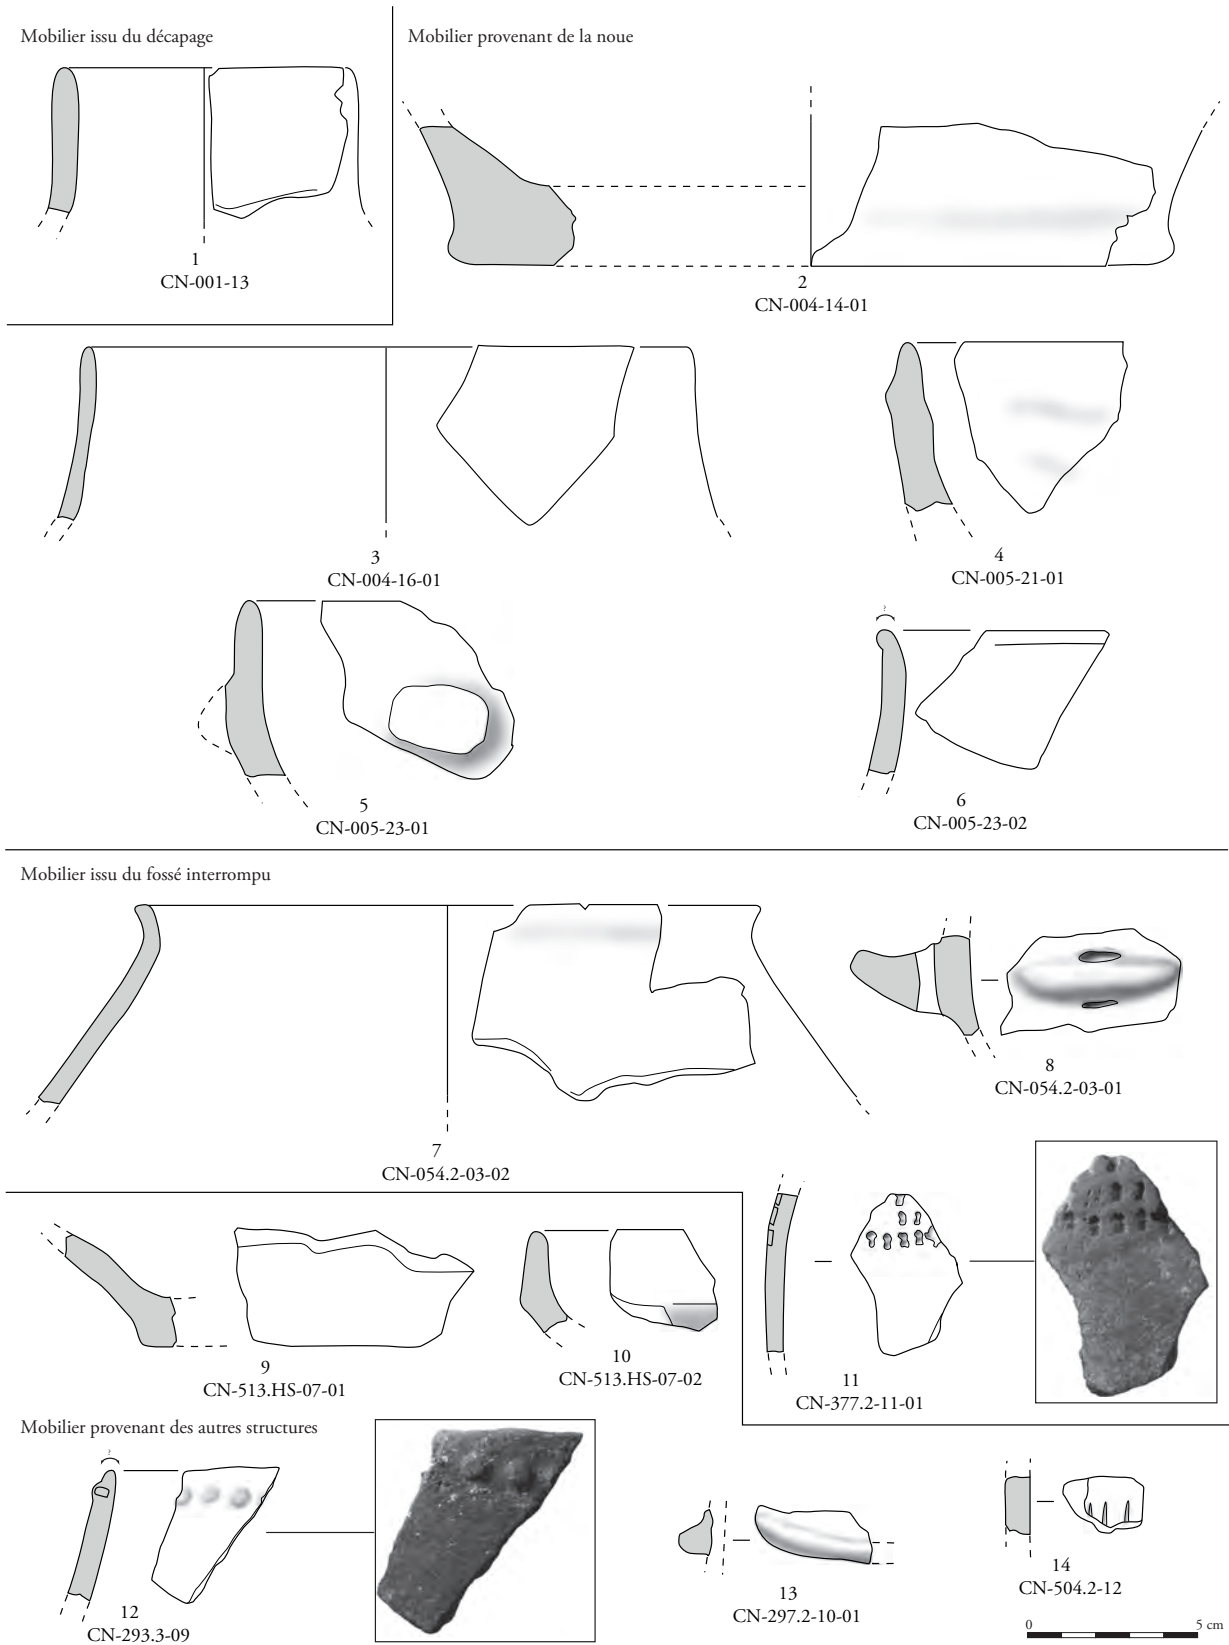 Mobilier issu du décapage
Mobilier provenant de la noue
1
CN-001-13
2
CN-004-14-01
3
CN-004-16-01
4
CN-005-21-01
5
CN-005-23-01
?
6
CN-005-23-02
Mobilier issu du fossé interrompu
7
CN-054.2-03-02
8
CN-054.2-03-01
9
CN-513.HS-07-01
10
CN-513.HS-07-02
11
CN-377.2-11-01
Mobilier provenant des autres structures
?
12
CN-293.3-09
13
CN-297.2-10-01
14
CN-504.2-12
0 5 cm